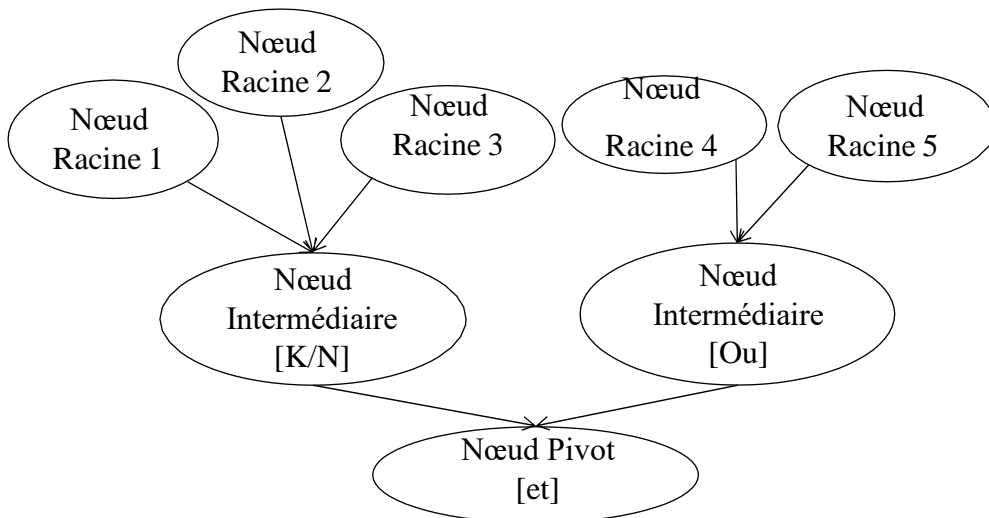 Nœud
Racine 1
Nœud
Racine 2
Nœud
Racine 3
Nœud
Racine 4
Nœud
Racine 5
Nœud
Intermédiaire
[K/N]
Nœud
Intermédiaire
[Ou]
Nœud Pivot
[et]